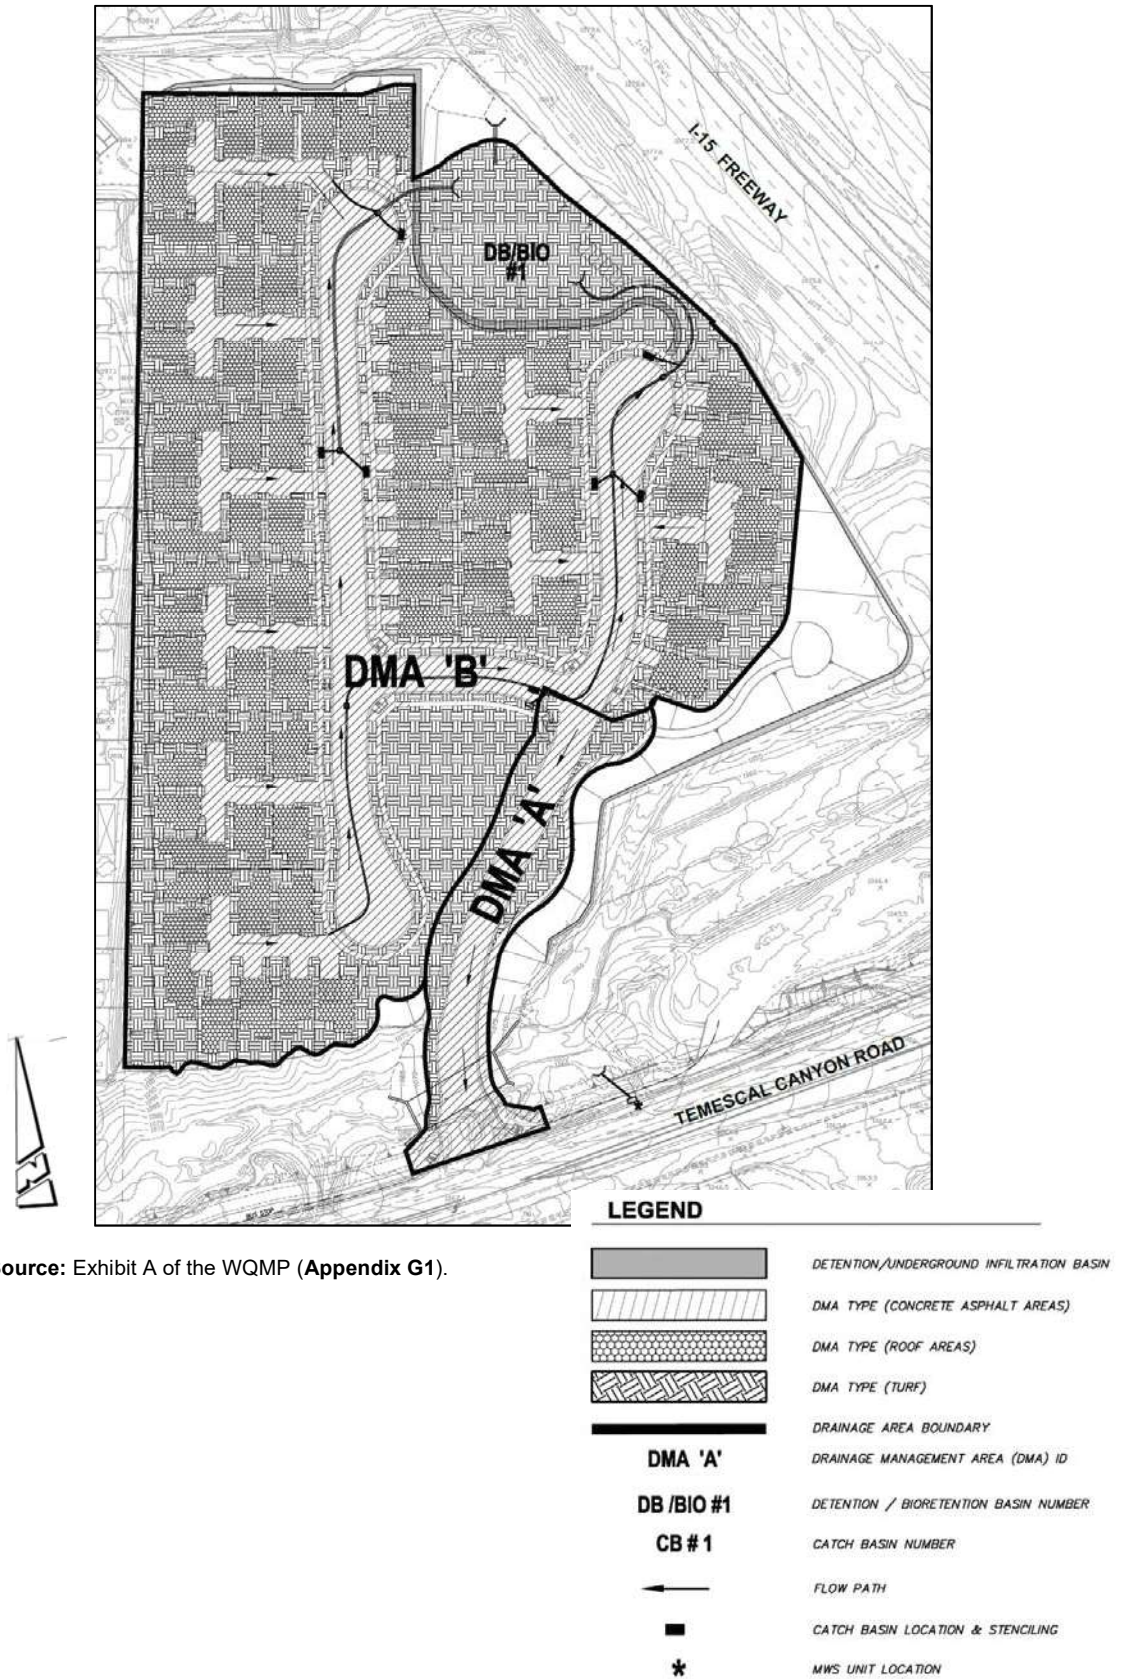 I-15 FREEWAY
DB/BIO
#1
DMA 'B'
DMA 'A'
TEMESCAL CANYON ROAD
BUS STOP
ource: Exhibit A of the WQMP (Appendix G1).
LEGEND
DETENTION/UNDERGROUND INFILTRATION BASIN
DMA TYPE (CONCRETE ASPHALT AREAS)
DMA TYPE (ROOF AREAS)
DMA TYPE (TURF)
DRAINAGE AREA BOUNDARY
DMA 'A' DRAINAGE MANAGEMENT AREA (DMA) ID
DB /BIO #1 DETENTION / BIORETENTION BASIN NUMBER
CB # 1 CATCH BASIN NUMBER
FLOW PATH
CATCH BASIN LOCATION & STENCILING
MWS UNIT LOCATION